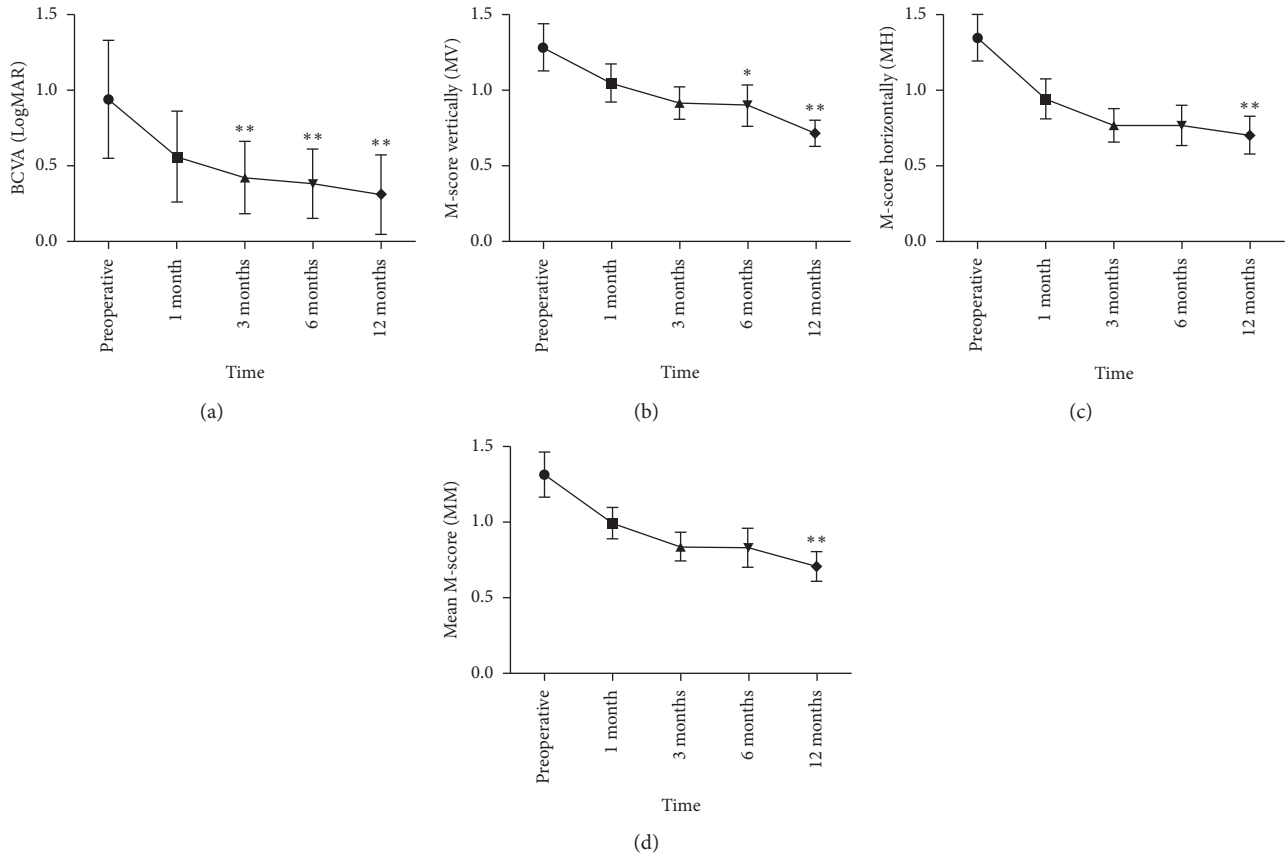 BCVA (LogMAR)
1.5
1.0
0.5
0.0
** ** **
Preoperative
1 month
3 months
6 months
12 months
Time
(a)
M-score vertically (MV)
1.5
1.0
0.5
0.0
* **
Preoperative
1 month
3 months
6 months
12 months
Time
(b)
M-score horizontally (MH)
1.5
1.0
0.5
0.0
**
Preoperative
1 month
3 months
6 months
12 months
Time
(c)
Mean M-score (MM)
1.5
1.0
0.5
0.0
**
Preoperative
1 month
3 months
6 months
12 months
Time
(d)